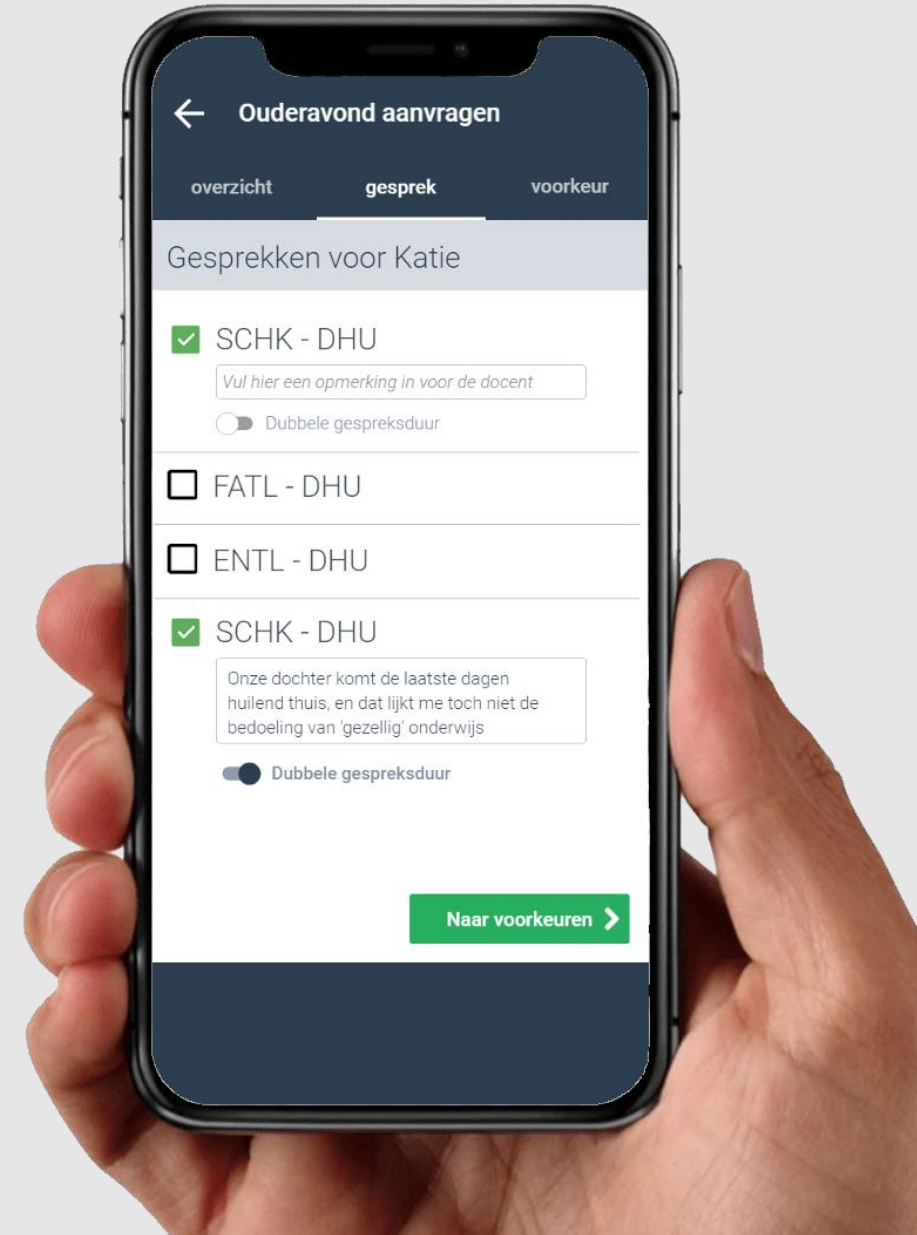 Ouderavond aanvragen
overzicht gesprek voorkeur
Gesprekken voor Katie
SCHK - DHU
Vul hier een opmerking in voor de docent
Dubbele gespreksduur
FATL - DHU
ENTL - DHU
SCHK - DHU
Onze dochter komt de laatste dagen
huilend thuis, en dat lijkt me toch niet de
bedoeling van 'gezellig' onderwijs
Dubbele gespreksduur
Naar voorkeuren